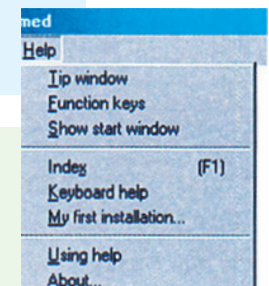 med
Help
Tip window
Function keys
Show start window
Index (F1)
Keyboard help
My first installation...
Using help
About...